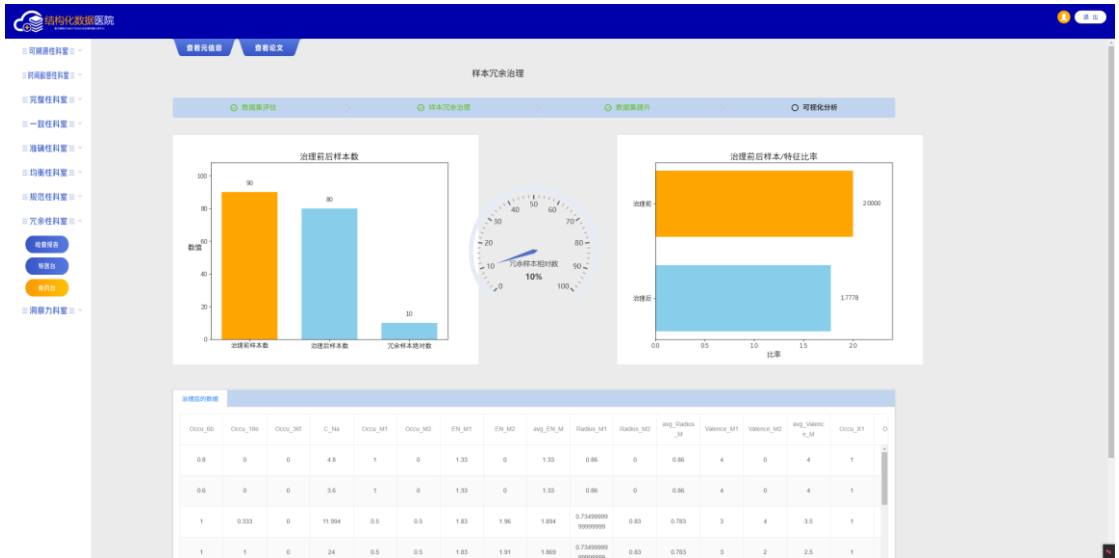 结构化数据医院
退 出
可溯源性科室
时间敏感性科室
完整性科室
一致性科室
准确性科室
均衡性科室
规范性科室
冗余性科室
检查报告
导医台
洞察力科室
查看元信息
查看论文
样本冗余治理
数据集评估
样本冗余治理
数据集提升
可视化分析
治理前后样本数
100
90
80
80
60
数值
40
20
10
0
治理前样本数
治理后样本数
冗余样本绝对数
0
10
20
30
40
50
60
70
80
90
100
冗余样本相对数
10%
治理前后样本/特征比率
治理前
2.0000
治理后
1.7778
0.0
0.5
1.0
1.5
2.0
比率
治理后的数据
Occu_6b Occu_18e Occu_36f C_Na Occu_M1 Occu_M2 EN_M1 EN_M2 avg_EN_M Radius_M1 Radius_M2 avg_Radius_M Valence_M1 Valence_M2 avg_Valence_M Occu_X1 O
0.8 0 0 4.8 1 0 1.33 0 1.33 0.86 0 0.86 4 0 4 1
0.6 0 0 3.6 1 0 1.33 0 1.33 0.86 0 0.86 4 0 4 1
1 0.333 0 11.994 0.5 0.5 1.83 1.96 1.894 0.7349999999999999 0.83 0.783 3 4 3.5 1
1 1 0 24 0.5 0.5 1.83 1.91 1.869 0.73499999 0.83 0.783 3 2 2.5 1